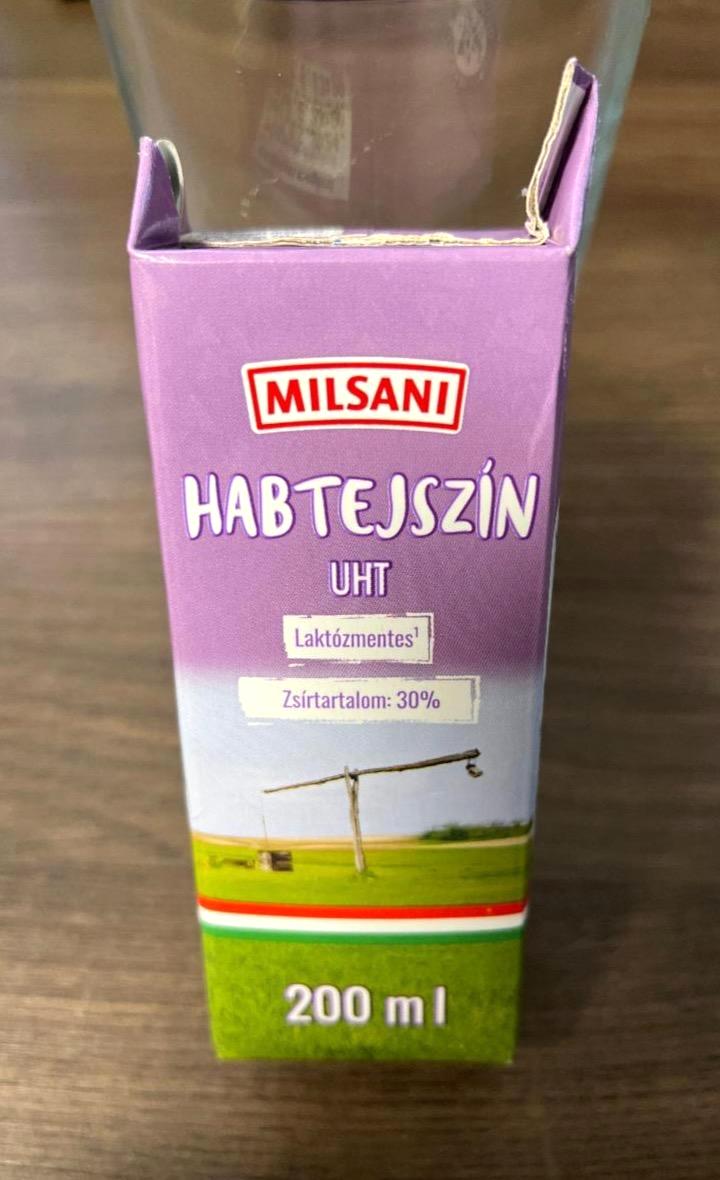 MILSANI
HABTEJSZÍN
UHT
Laktózmentes¹
Zsírtartalom: 30%
200 ml